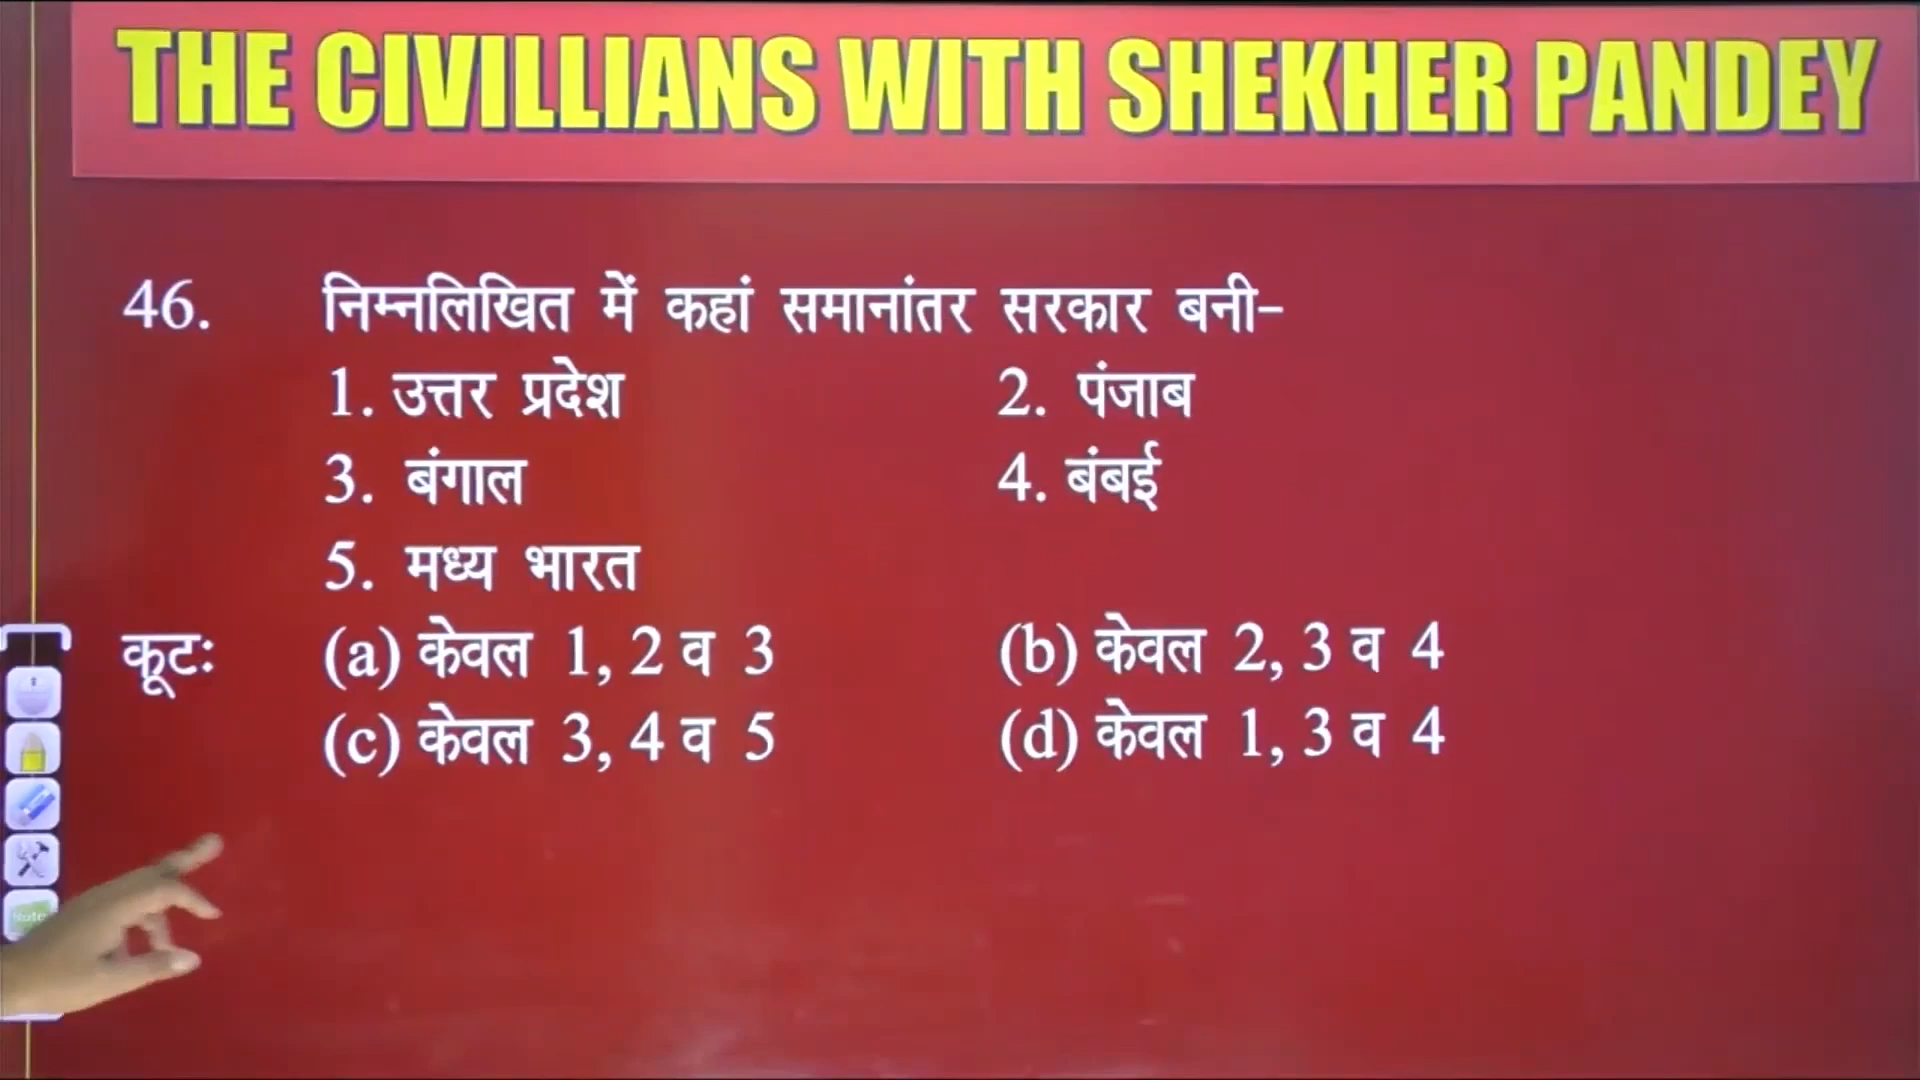 THE CIVILLIANS WITH SHEKHER PANDEY
46. निम्नलिखित में कहां समानांतर सरकार बनी-
1. उत्तर प्रदेश 2. पंजाब
3. बंगाल 4. बंबई
5. मध्य भारत
कूटः (a) केवल 1, 2 व 3 (b) केवल 2, 3 व 4
(c) केवल 3, 4 व 5 (d) केवल 1, 3 व 4
Note